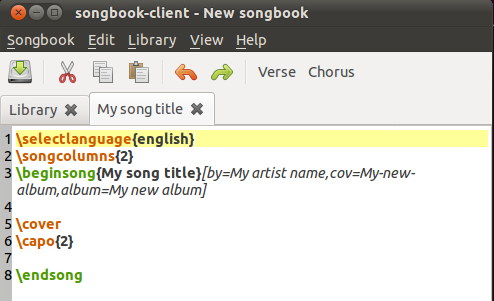 songbook-client - New songbook
Songbook Edit Library View Help
Verse Chorus
Library My song title
1 \selectlanguage{english}
2 \songcolumns{2}
3 \beginsong{My song title}[by=My artist name,cov=My-new-
album,album=My new album]
4
5 \cover
6 \capo{2}
7
8 \endsong